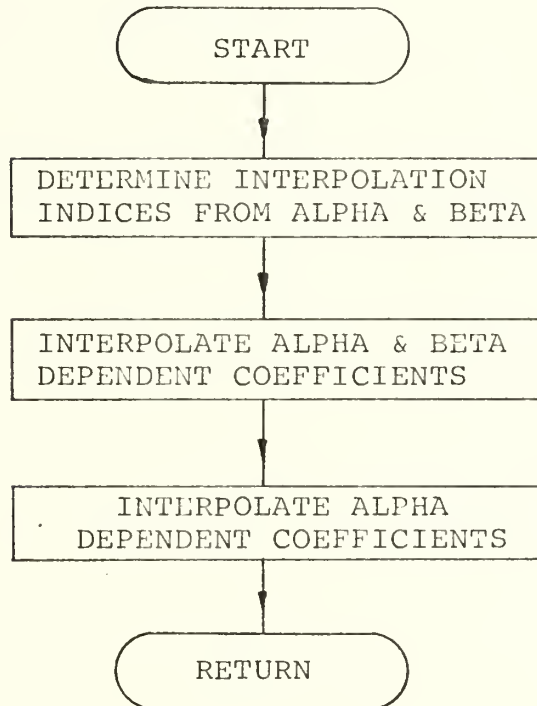 START
DETERMINE INTERPOLATION
INDICES FROM ALPHA & BETA
INTERPOLATE ALPHA & BETA
DEPENDENT COEFFICIENTS
INTERPOLATE ALPHA
DEPENDENT COEFFICIENTS
RETURN